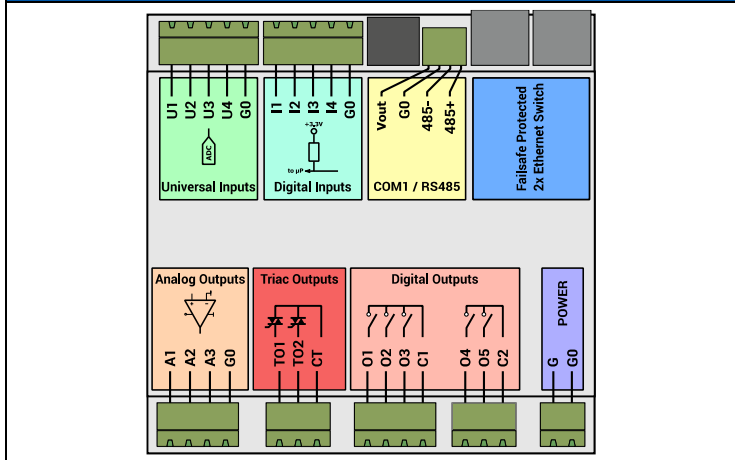 U1 U2 U3 U4 G0
I1 I2 I3 I4 G0
Vout G0 485- 485+
Failsafe Protected
2x Ethernet Switch
ADC
+3,3V
to µP
Universal Inputs
Digital Inputs
COM1 / RS485
Analog Outputs
Triac Outputs
Digital Outputs
POWER
A1 A2 A3 G0
TO1 TO2 CT
O1 O2 O3 C1
O4 O5 C2
G G0